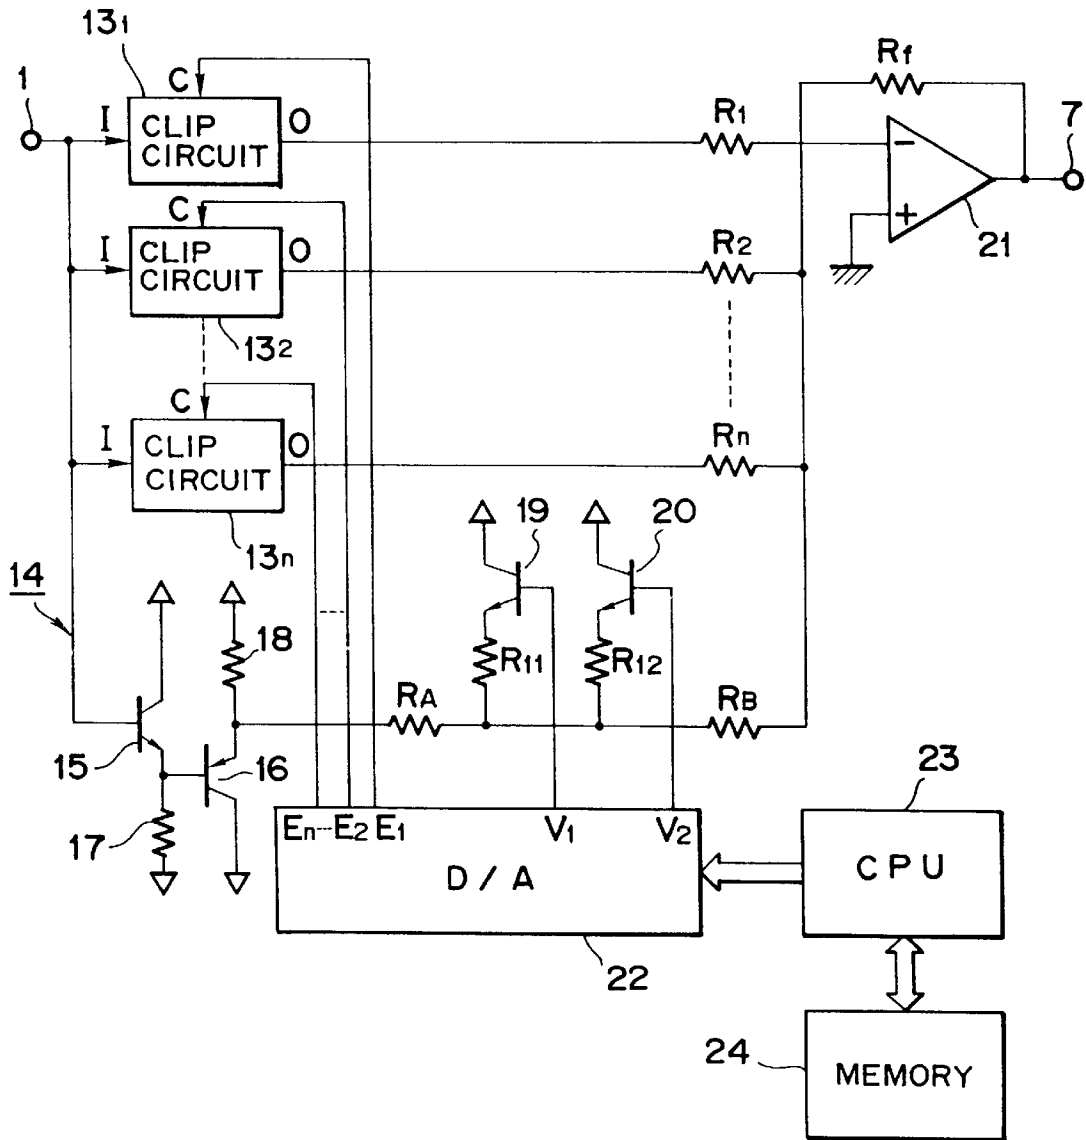 13₁
1
C
I
CLIP CIRCUIT
O
R₁
Rf
−
+
7
21
C
I
CLIP CIRCUIT
O
R₂
13₂
C
I
CLIP CIRCUIT
O
Rn
13n
19
20
14
18
R₁₁
R₁₂
RA
RB
15
16
17
En---E₂ E₁
V₁
V₂
D/A
22
23
CPU
24
MEMORY